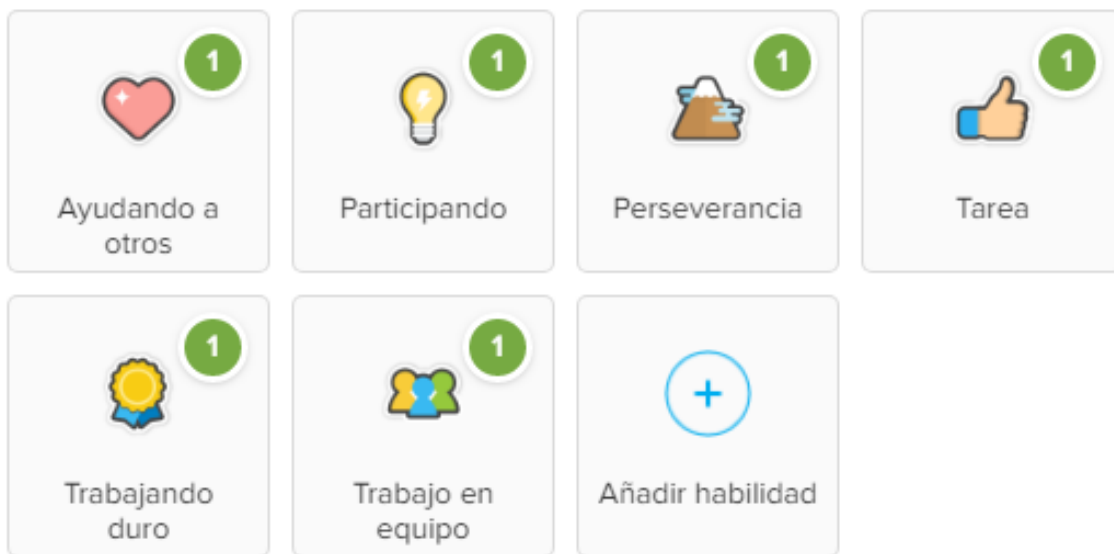 1
1
1
1
Ayudando a
otros
Participando
Perseverancia
Tarea
1
1
Trabajando
duro
Trabajo en
equipo
Añadir habilidad